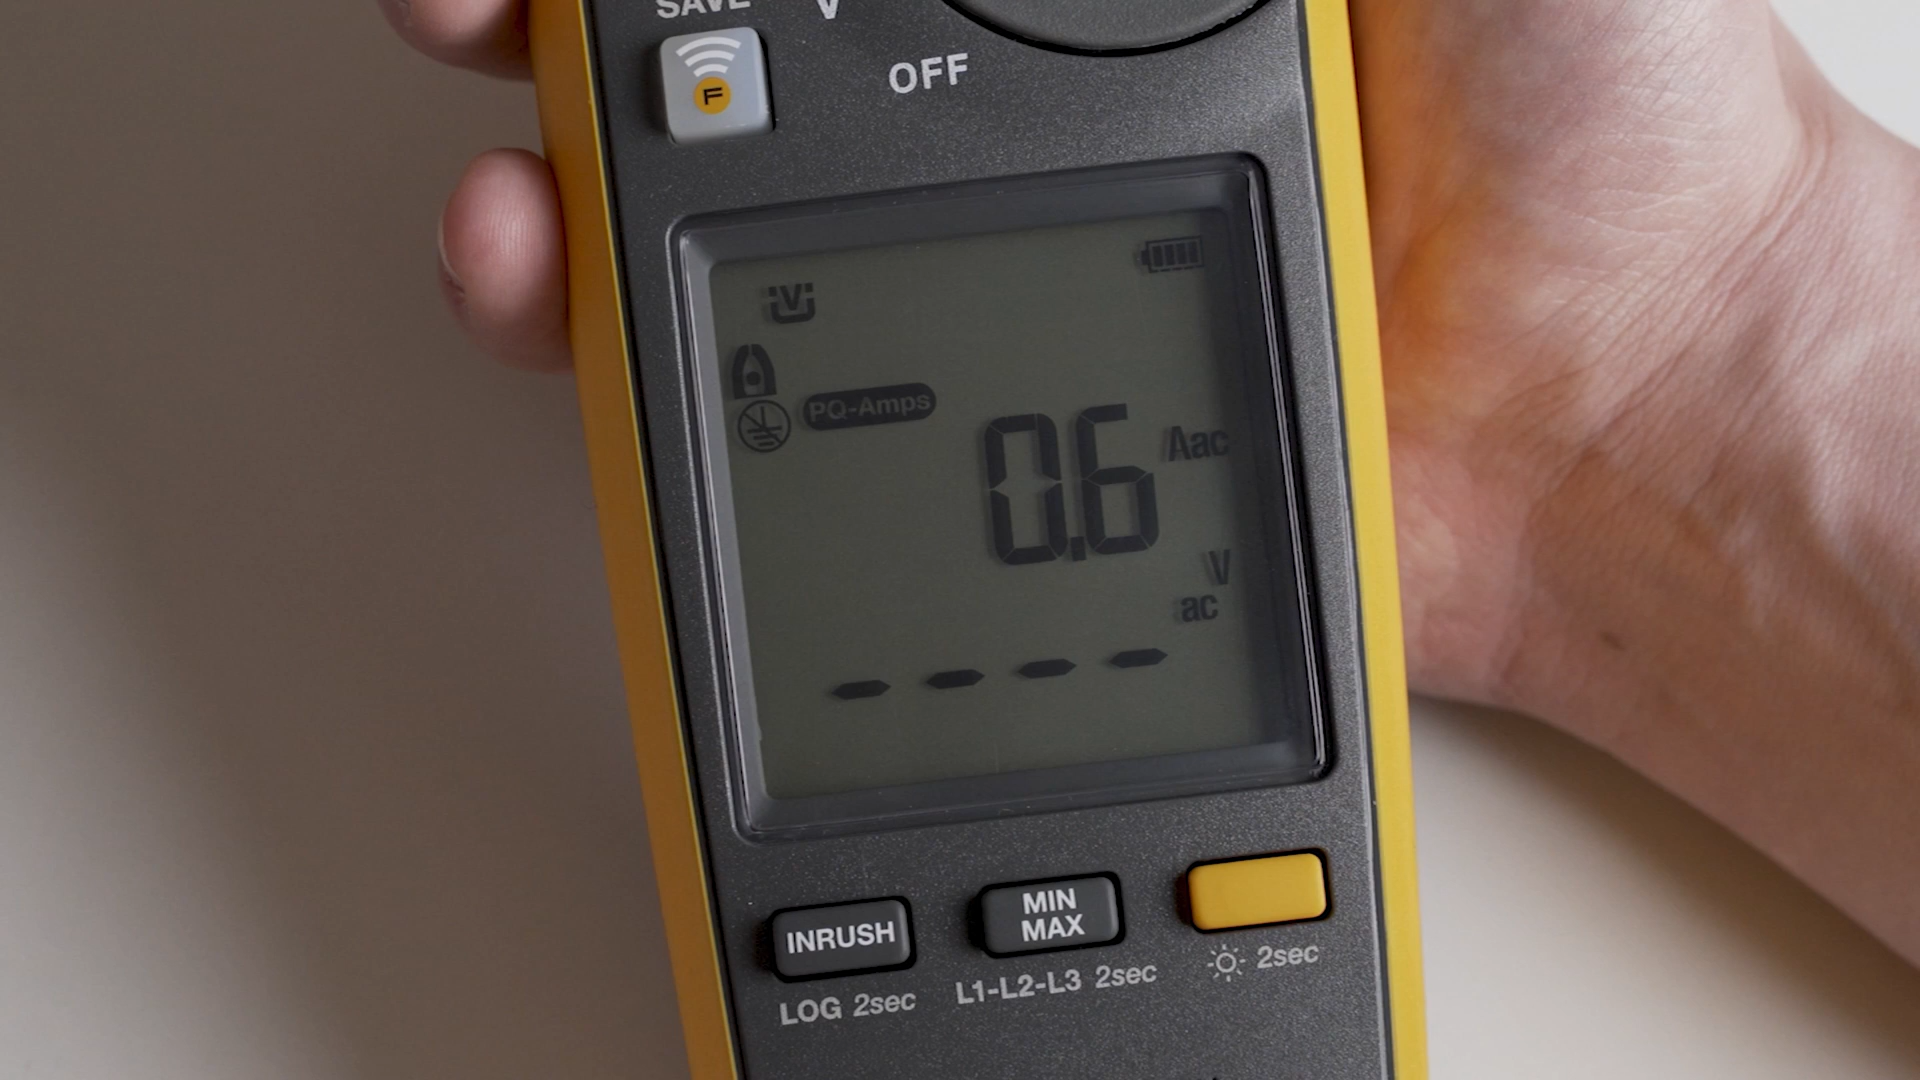 SAVE
V
OFF
F
V
PQ-Amps
0.6 Aac
V
ac
- - - -
INRUSH
MIN
MAX
LOG 2sec
L1-L2-L3 2sec
2sec